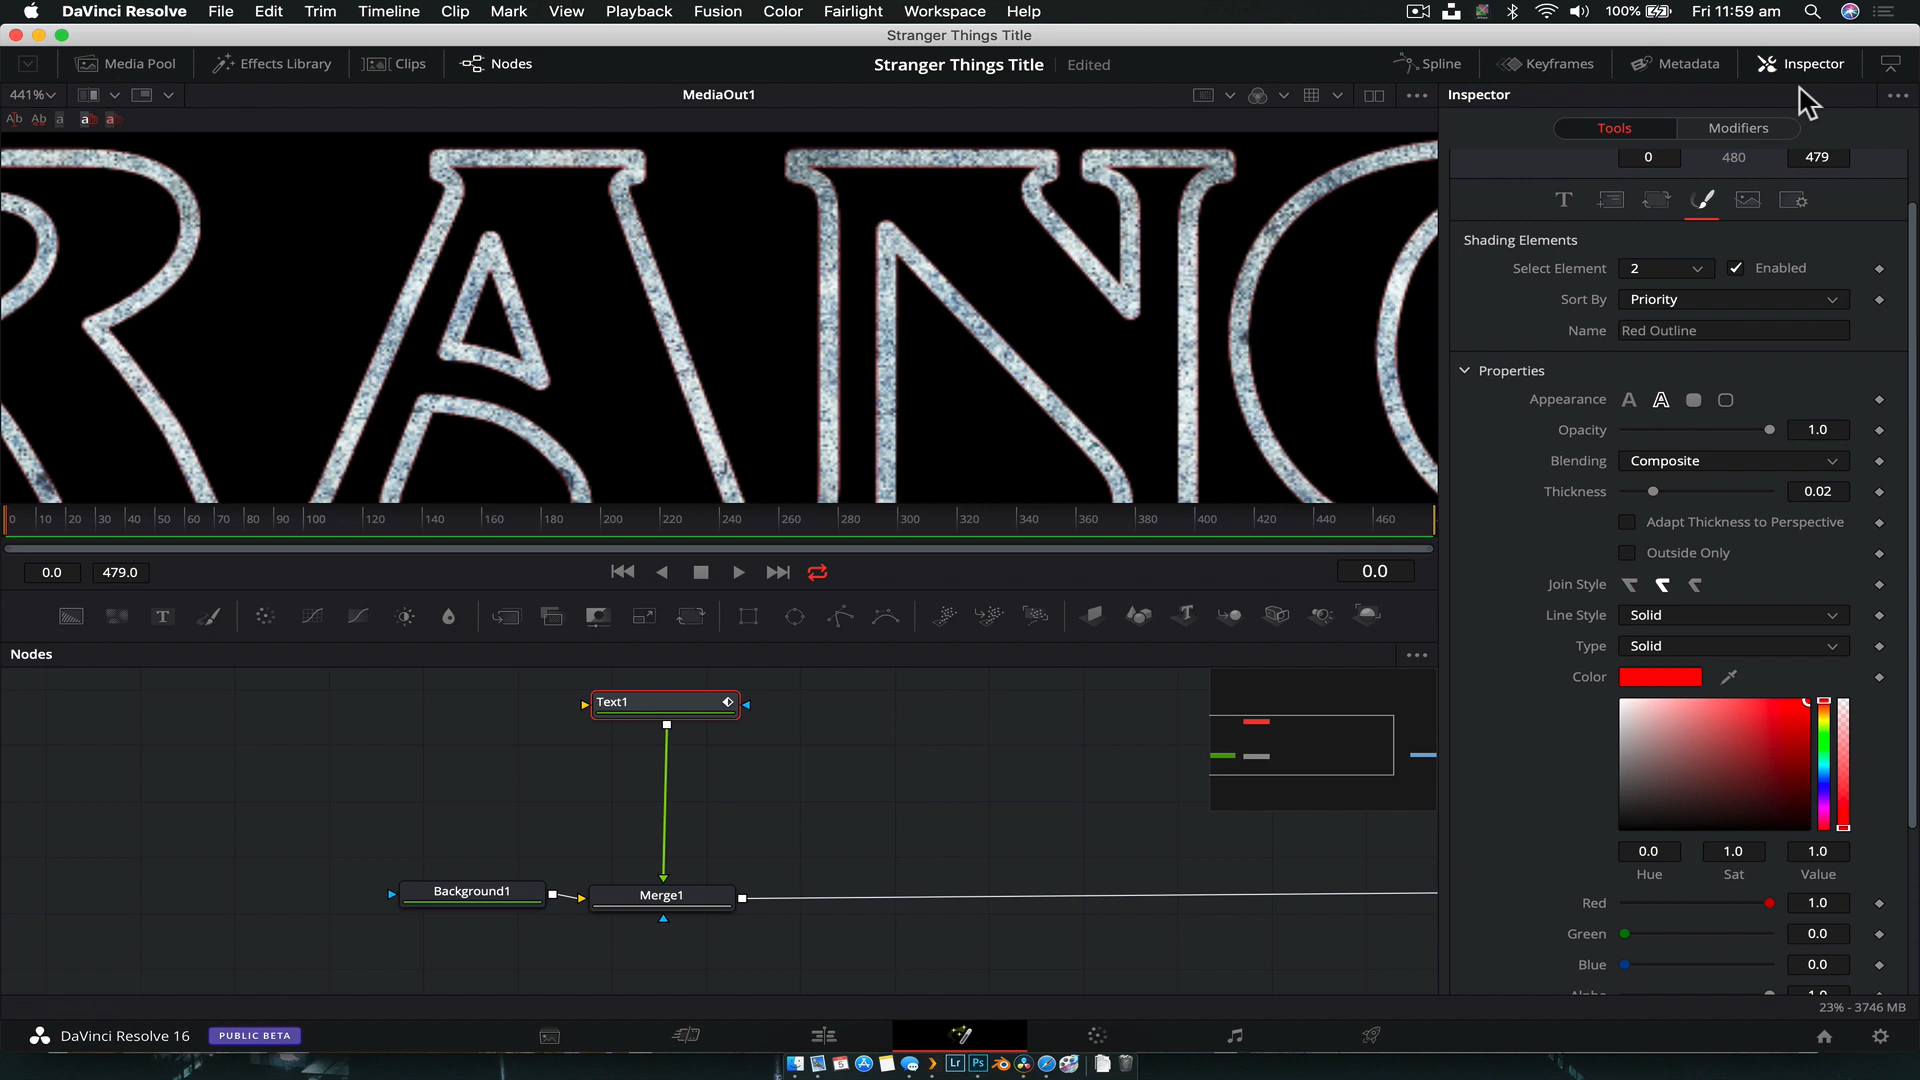 DaVinci Resolve File Edit Trim Timeline Clip Mark View Playback Fusion Color Fairlight Workspace Help 100% Fri 11:59 am
Stranger Things Title
Media Pool Effects Library Clips Nodes Stranger Things Title Edited Spline Keyframes Metadata Inspector
441% MediaOut1 Inspector
Tools Modifiers
0 480 479
RANG
Shading Elements
Select Element 2 Enabled
Sort By Priority
Name Red Outline
Properties
Appearance
Opacity 1.0
Blending Composite
Thickness 0.02
Adapt Thickness to Perspective
Outside Only
Join Style
Line Style Solid
Type Solid
Color
0.0 1.0 1.0
Hue Sat Value
Red 1.0
Green 0.0
Blue 0.0
Alpha 1.0
0 10 20 30 40 50 60 70 80 90 100 120 140 160 180 200 220 240 260 280 300 320 340 360 380 400 420 440 460
0.0 479.0 0.0
Nodes
Text1
Background1 Merge1
23% - 3746 MB
DaVinci Resolve 16 PUBLIC BETA
5 Lr Ps